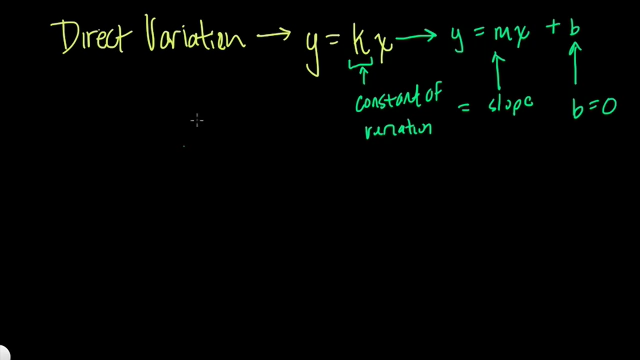 Direct Variation → y = kx → y = mx + b
constant of variation = slope b = 0